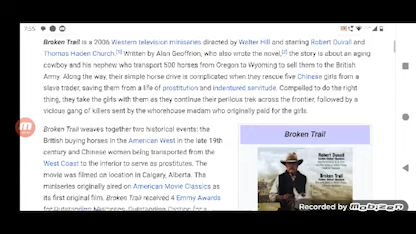 7:55
Broken Trail is a 2006 Western television miniseries directed by Walter Hill and starring Robert Duvall and
Thomas Haden Church.[1] Written by Alan Geoffrion, who also wrote the novel,[2] the story is about an aging
cowboy and his nephew who transport 500 horses from Oregon to Wyoming to sell them to the British
Army. Along the way, their simple horse drive is complicated when they rescue five Chinese girls from a
slave trader, saving them from a life of prostitution and indentured servitude. Compelled to do the right
thing, they take the girls with them as they continue their perilous trek across the frontier, followed by a
vicious gang of killers sent by the whorehouse madam who originally paid for the girls.
Broken Trail weaves together two historical events: the
British buying horses in the American West in the late 19th
century and Chinese women being transported from the
West Coast to the interior to serve as prostitutes. The
movie was filmed on location in Calgary, Alberta. The
miniseries originally aired on American Movie Classics as
its first original film. Broken Trail received 4 Emmy Awards
for Outstanding Miniseries, Outstanding Casting for a
Broken Trail
Robert Duvall
Broken Trail
Recorded by Mobizen